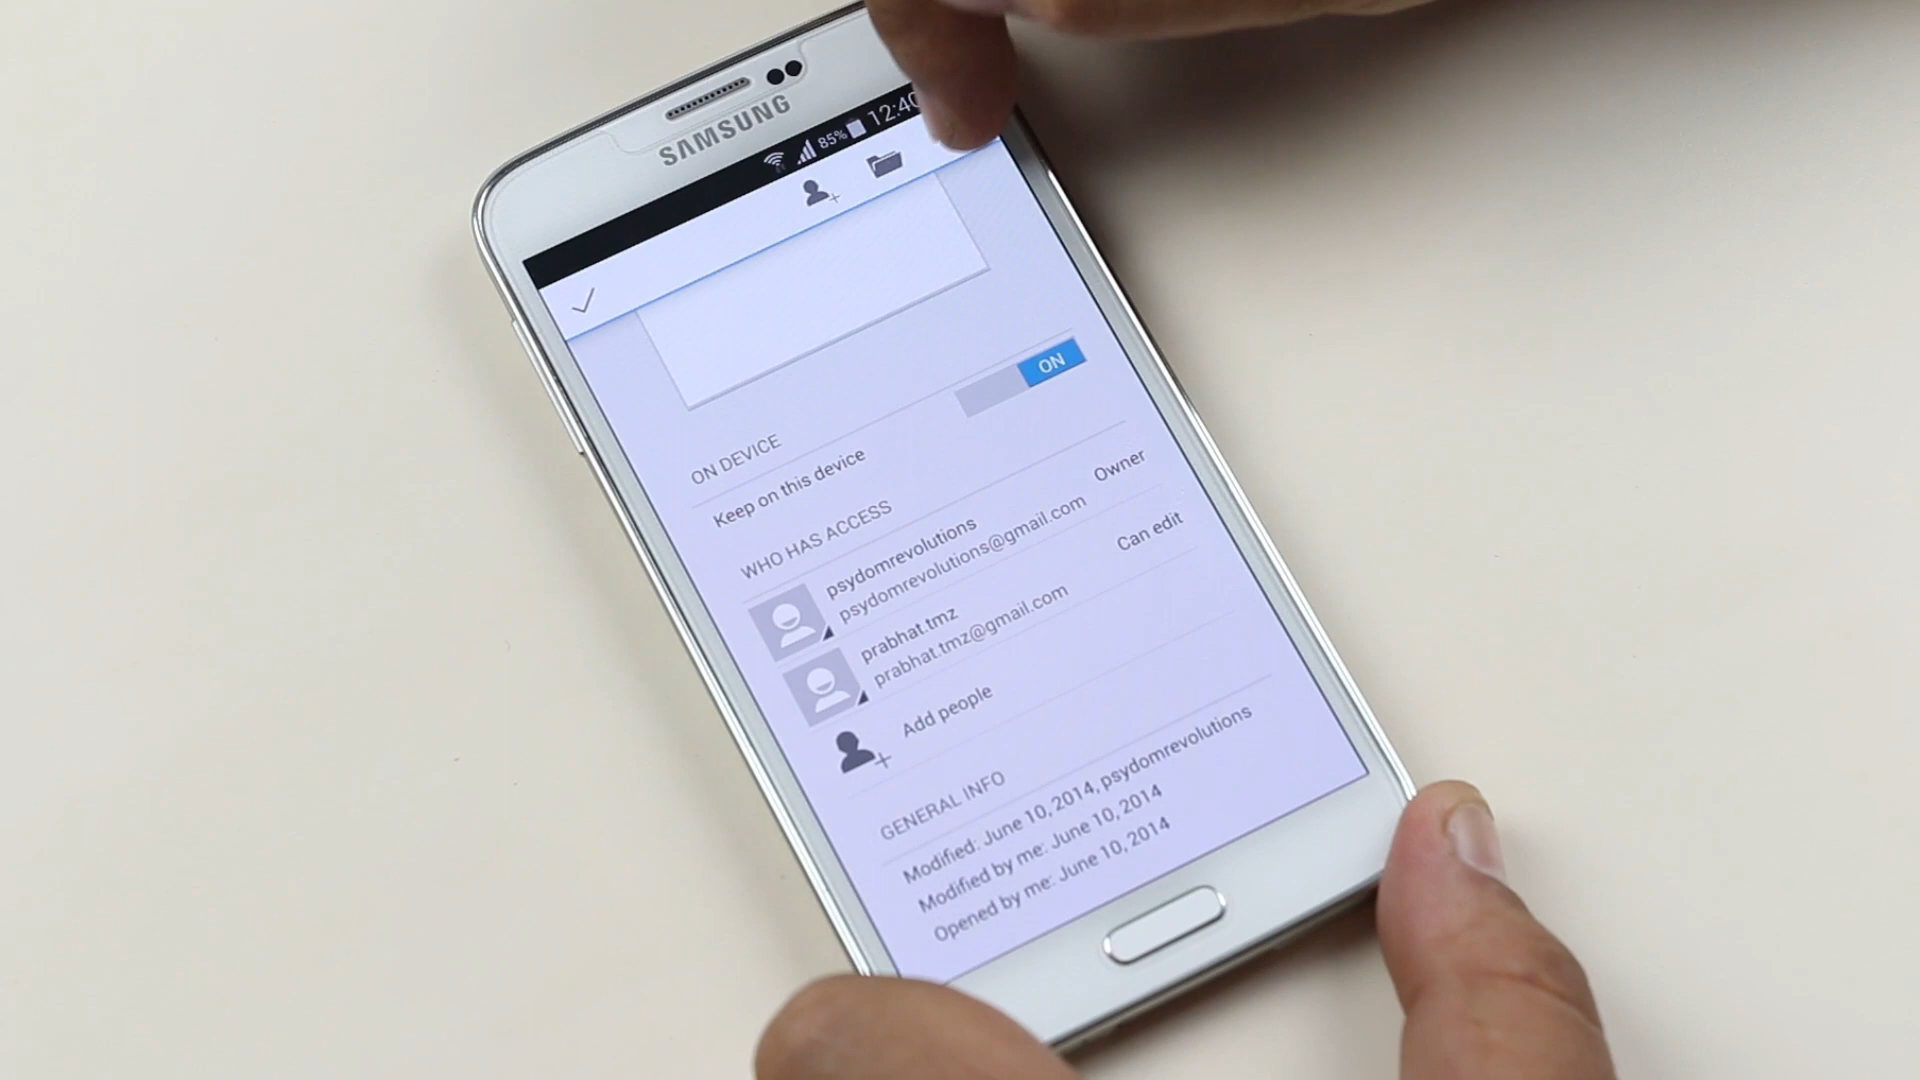 SAMSUNG
85% 12:40
ON
ON DEVICE
Keep on this device
WHO HAS ACCESS
psydomrevolutions
Owner
psydomrevolutions@gmail.com
prabhat.tmz
Can edit
prabhat.tmz@gmail.com
Add people
GENERAL INFO
Modified: June 10, 2014, psydomrevolutions
Modified by me: June 10, 2014
Opened by me: June 10, 2014